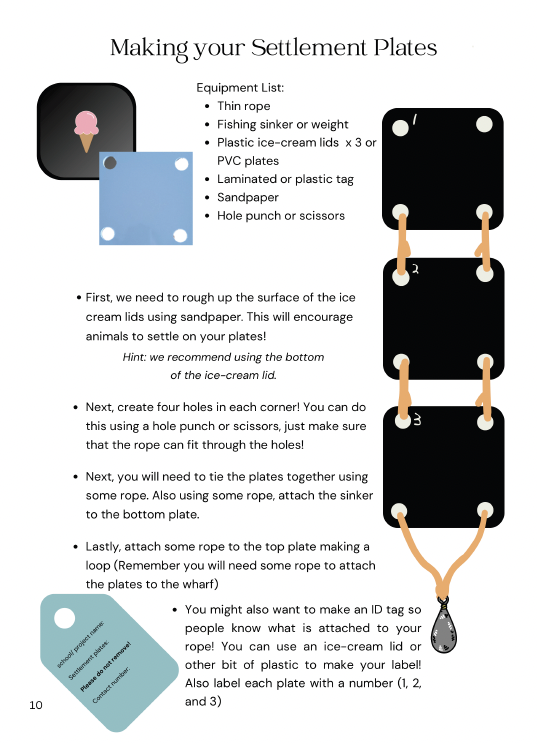 Making your Settlement Plates
Equipment List:
• Thin rope
• Fishing sinker or weight
• Plastic ice-cream lids x 3 or
PVC plates
• Laminated or plastic tag
• Sandpaper
• Hole punch or scissors
1
2
3
• First, we need to rough up the surface of the ice
cream lids using sandpaper. This will encourage
animals to settle on your plates!
Hint: we recommend using the bottom
of the ice-cream lid.
• Next, create four holes in each corner! You can do
this using a hole punch or scissors, just make sure
that the rope can fit through the holes!
• Next, you will need to tie the plates together using
some rope. Also using some rope, attach the sinker
to the bottom plate.
• Lastly, attach some rope to the top plate making a
loop (Remember you will need some rope to attach
the plates to the wharf)
• You might also want to make an ID tag so
people know what is attached to your
rope! You can use an ice-cream lid or
other bit of plastic to make your label!
Also label each plate with a number (1, 2,
and 3)
school/ project name:
Settlement plates:
Please do not remove!
Contact number:
10